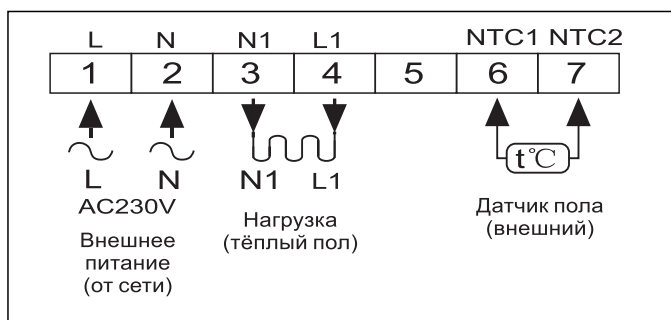 L N N1 L1 NTC1 NTC2
1 2 3 4 5 6 7
t°C
L N N1 L1
AC230V
Внешнее
питание
(от сети)
Нагрузка
(тёплый пол)
Датчик пола
(внешний)